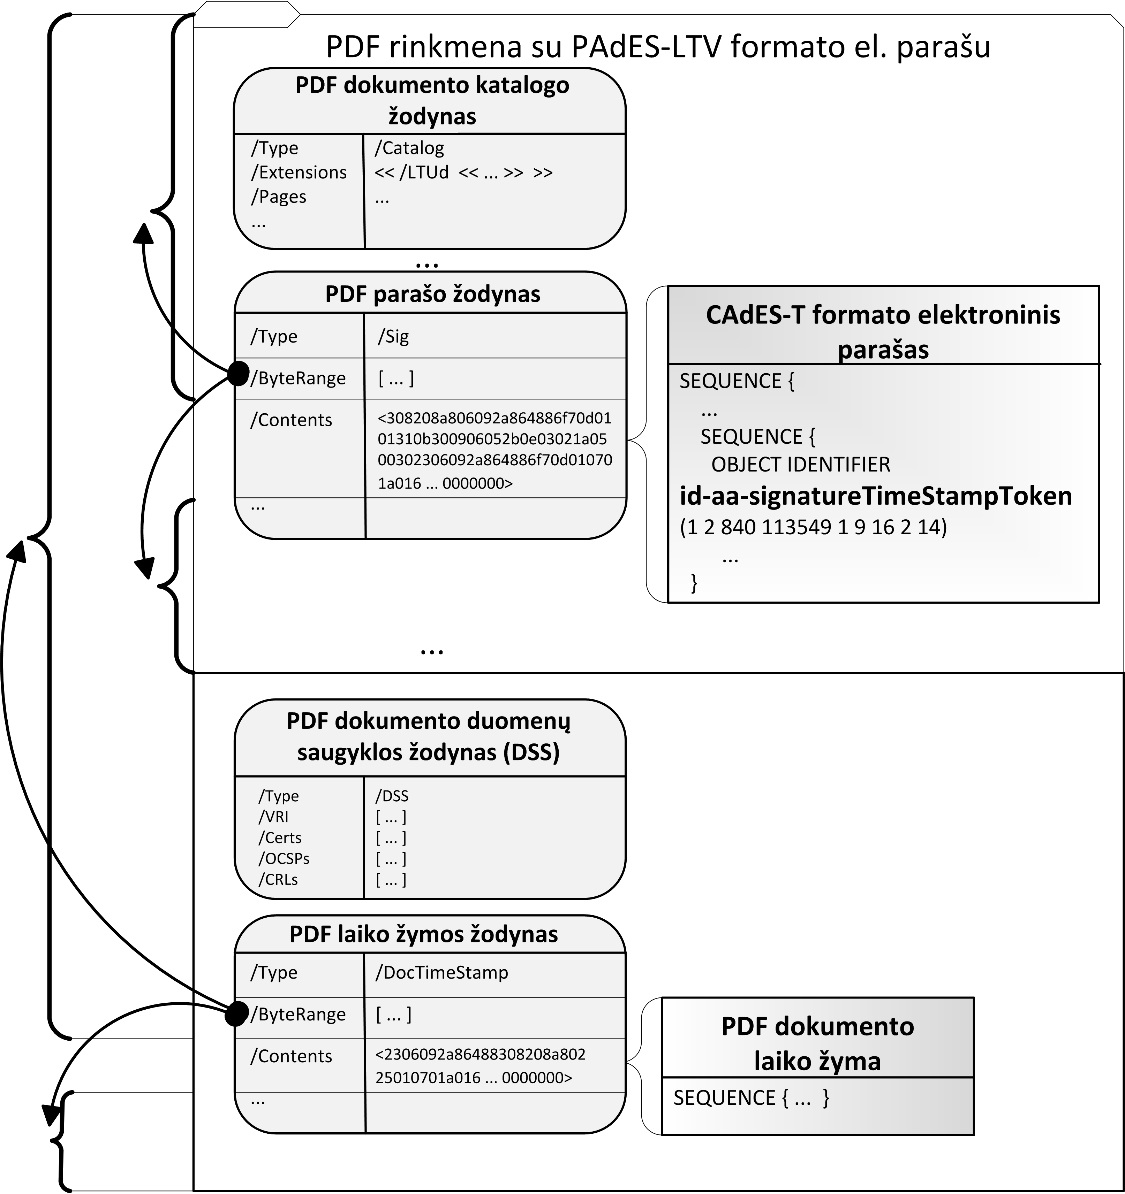 PDF rinkmena su PAdES-LTV formato el. parašu
PDF dokumento katalogo
žodynas
/Type /Catalog
/Extensions << /LTUd << ... >> >>
/Pages ...
...
...
PDF parašo žodynas
/Type /Sig
/ByteRange [ ... ]
/Contents <308208a806092a864886f70d01
01310b300906052b0e03021a05
00302306092a864886f70d01070
1a016 ... 0000000>
...
CAdES-T formato elektroninis
parašas
SEQUENCE {
...
SEQUENCE {
OBJECT IDENTIFIER
id-aa-signatureTimeStampToken
(1 2 840 113549 1 9 16 2 14)
...
}
...
PDF dokumento duomenų
saugyklos žodynas (DSS)
/Type /DSS
/VRI [ ... ]
/Certs [ ... ]
/OCSPs [ ... ]
/CRLs [ ... ]
PDF laiko žymos žodynas
/Type /DocTimeStamp
/ByteRange [ ... ]
/Contents <2306092a86488308208a802
25010701a016 ... 0000000>
...
PDF dokumento
laiko žyma
SEQUENCE { ... }